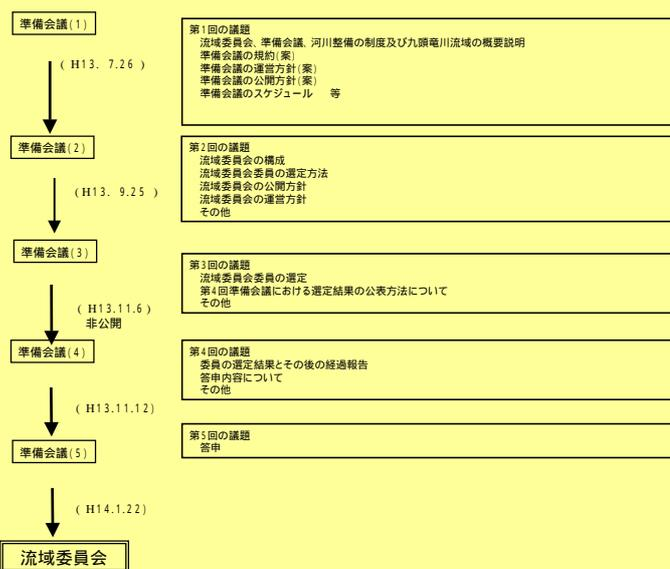 準備会議(1)
第1回の議題
流域委員会、準備会議、河川整備の制度及び九頭竜川流域の概要説明
準備会議の規約(案)
準備会議の運営方針(案)
準備会議の公開方針(案)
準備会議のスケジュール　等
( H13. 7.26 )
準備会議(2)
第2回の議題
流域委員会の構成
流域委員会委員の選定方法
流域委員会の公開方針
流域委員会の運営方針
その他
(H13. 9.25 )
準備会議(3)
第3回の議題
流域委員会委員の選定
第4回準備会議における選定結果の公表方法について
その他
( H13.11.6 )
非公開
準備会議(4)
第4回の議題
委員の選定結果とその後の経過報告
答申内容について
その他
( H13.11.12)
準備会議(5)
第5回の議題
答申
( H14.1.22)
流域委員会